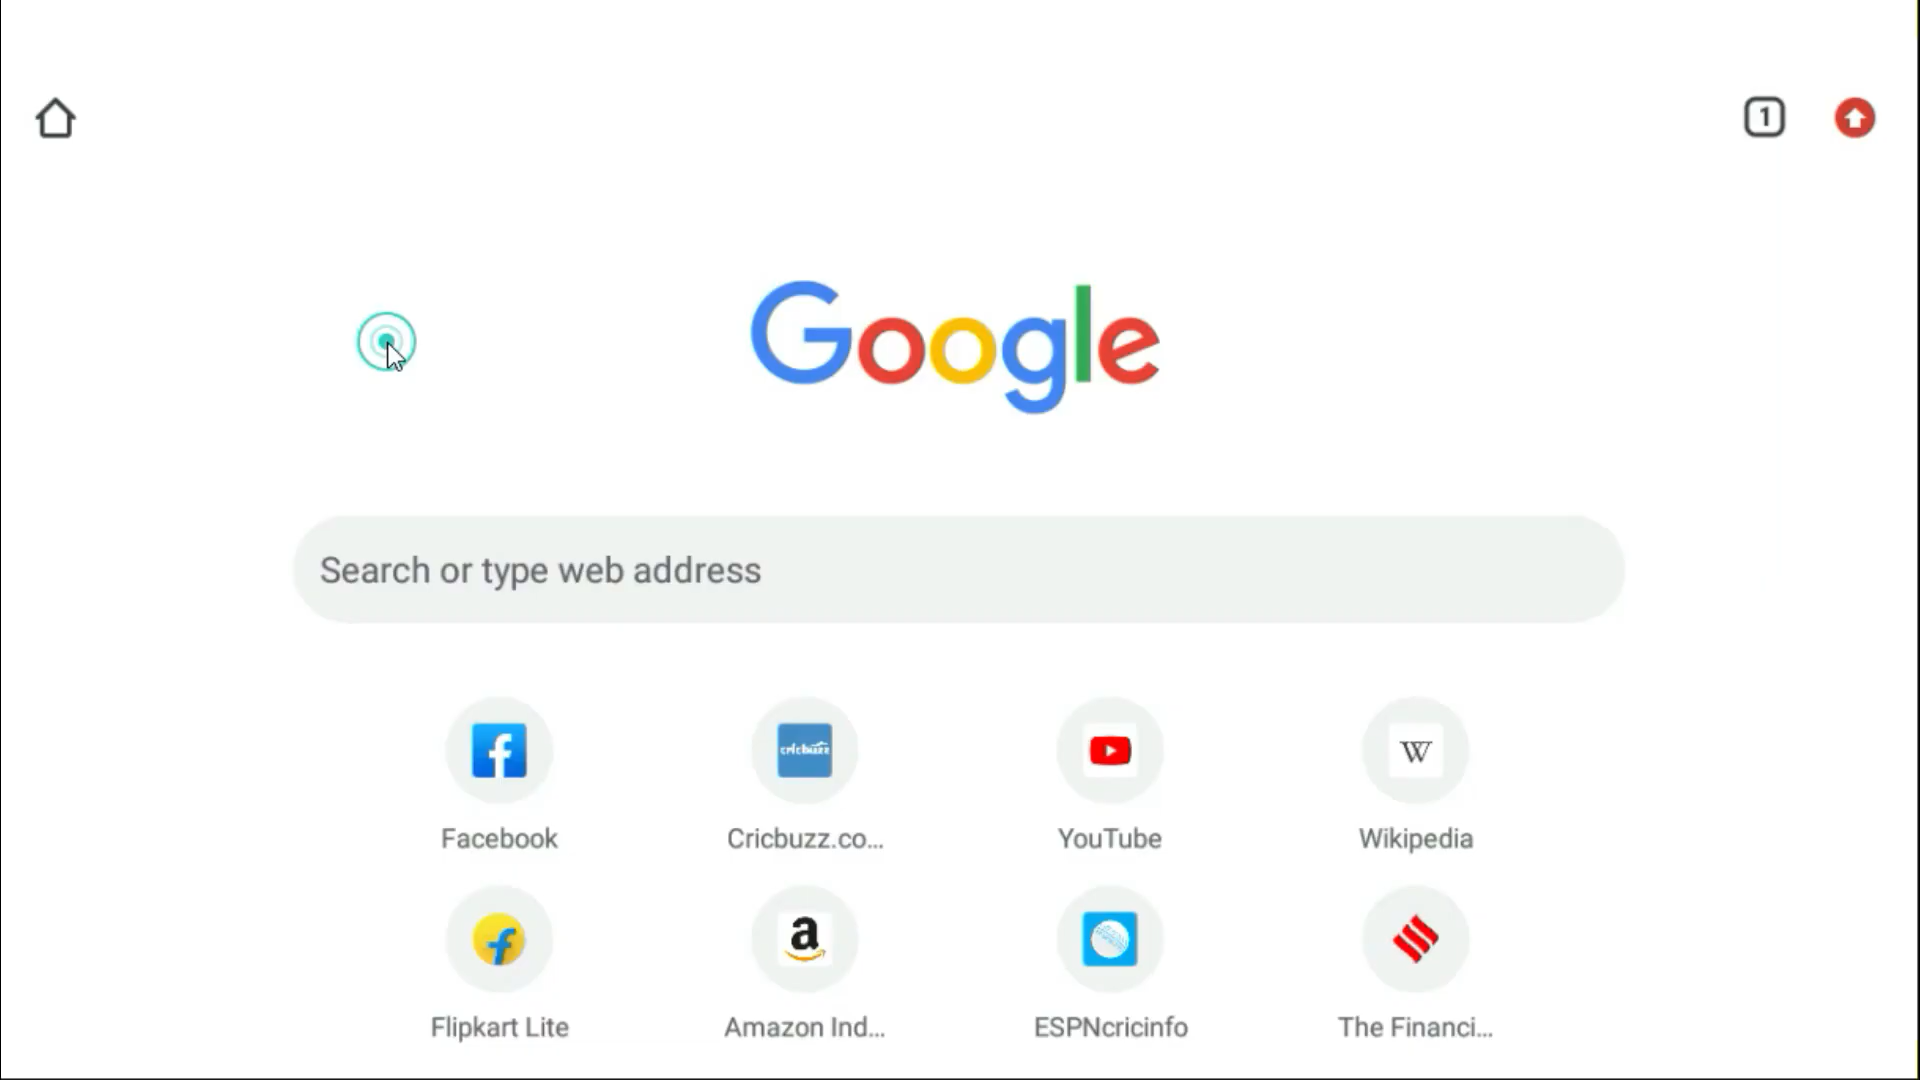 1
Google
Search or type web address
cricbuzz
W
Facebook
Cricbuzz.co...
YouTube
Wikipedia
a
Flipkart Lite
Amazon Ind...
ESPNcricinfo
The Financi...